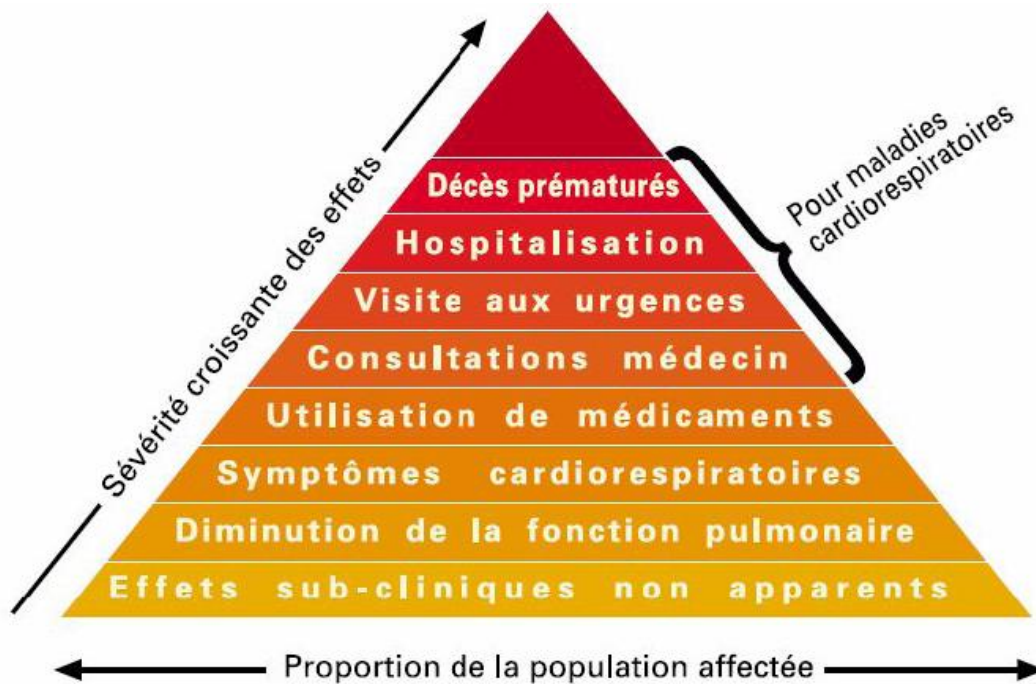 Sévérité croissante des effets
Pour maladies
cardiorespiratoires
Décès prématurés
Hospitalisation
Visite aux urgences
Consultations médecin
Utilisation de médicaments
Symptômes cardiorespiratoires
Diminution de la fonction pulmonaire
Effets sub-cliniques non apparents
Proportion de la population affectée